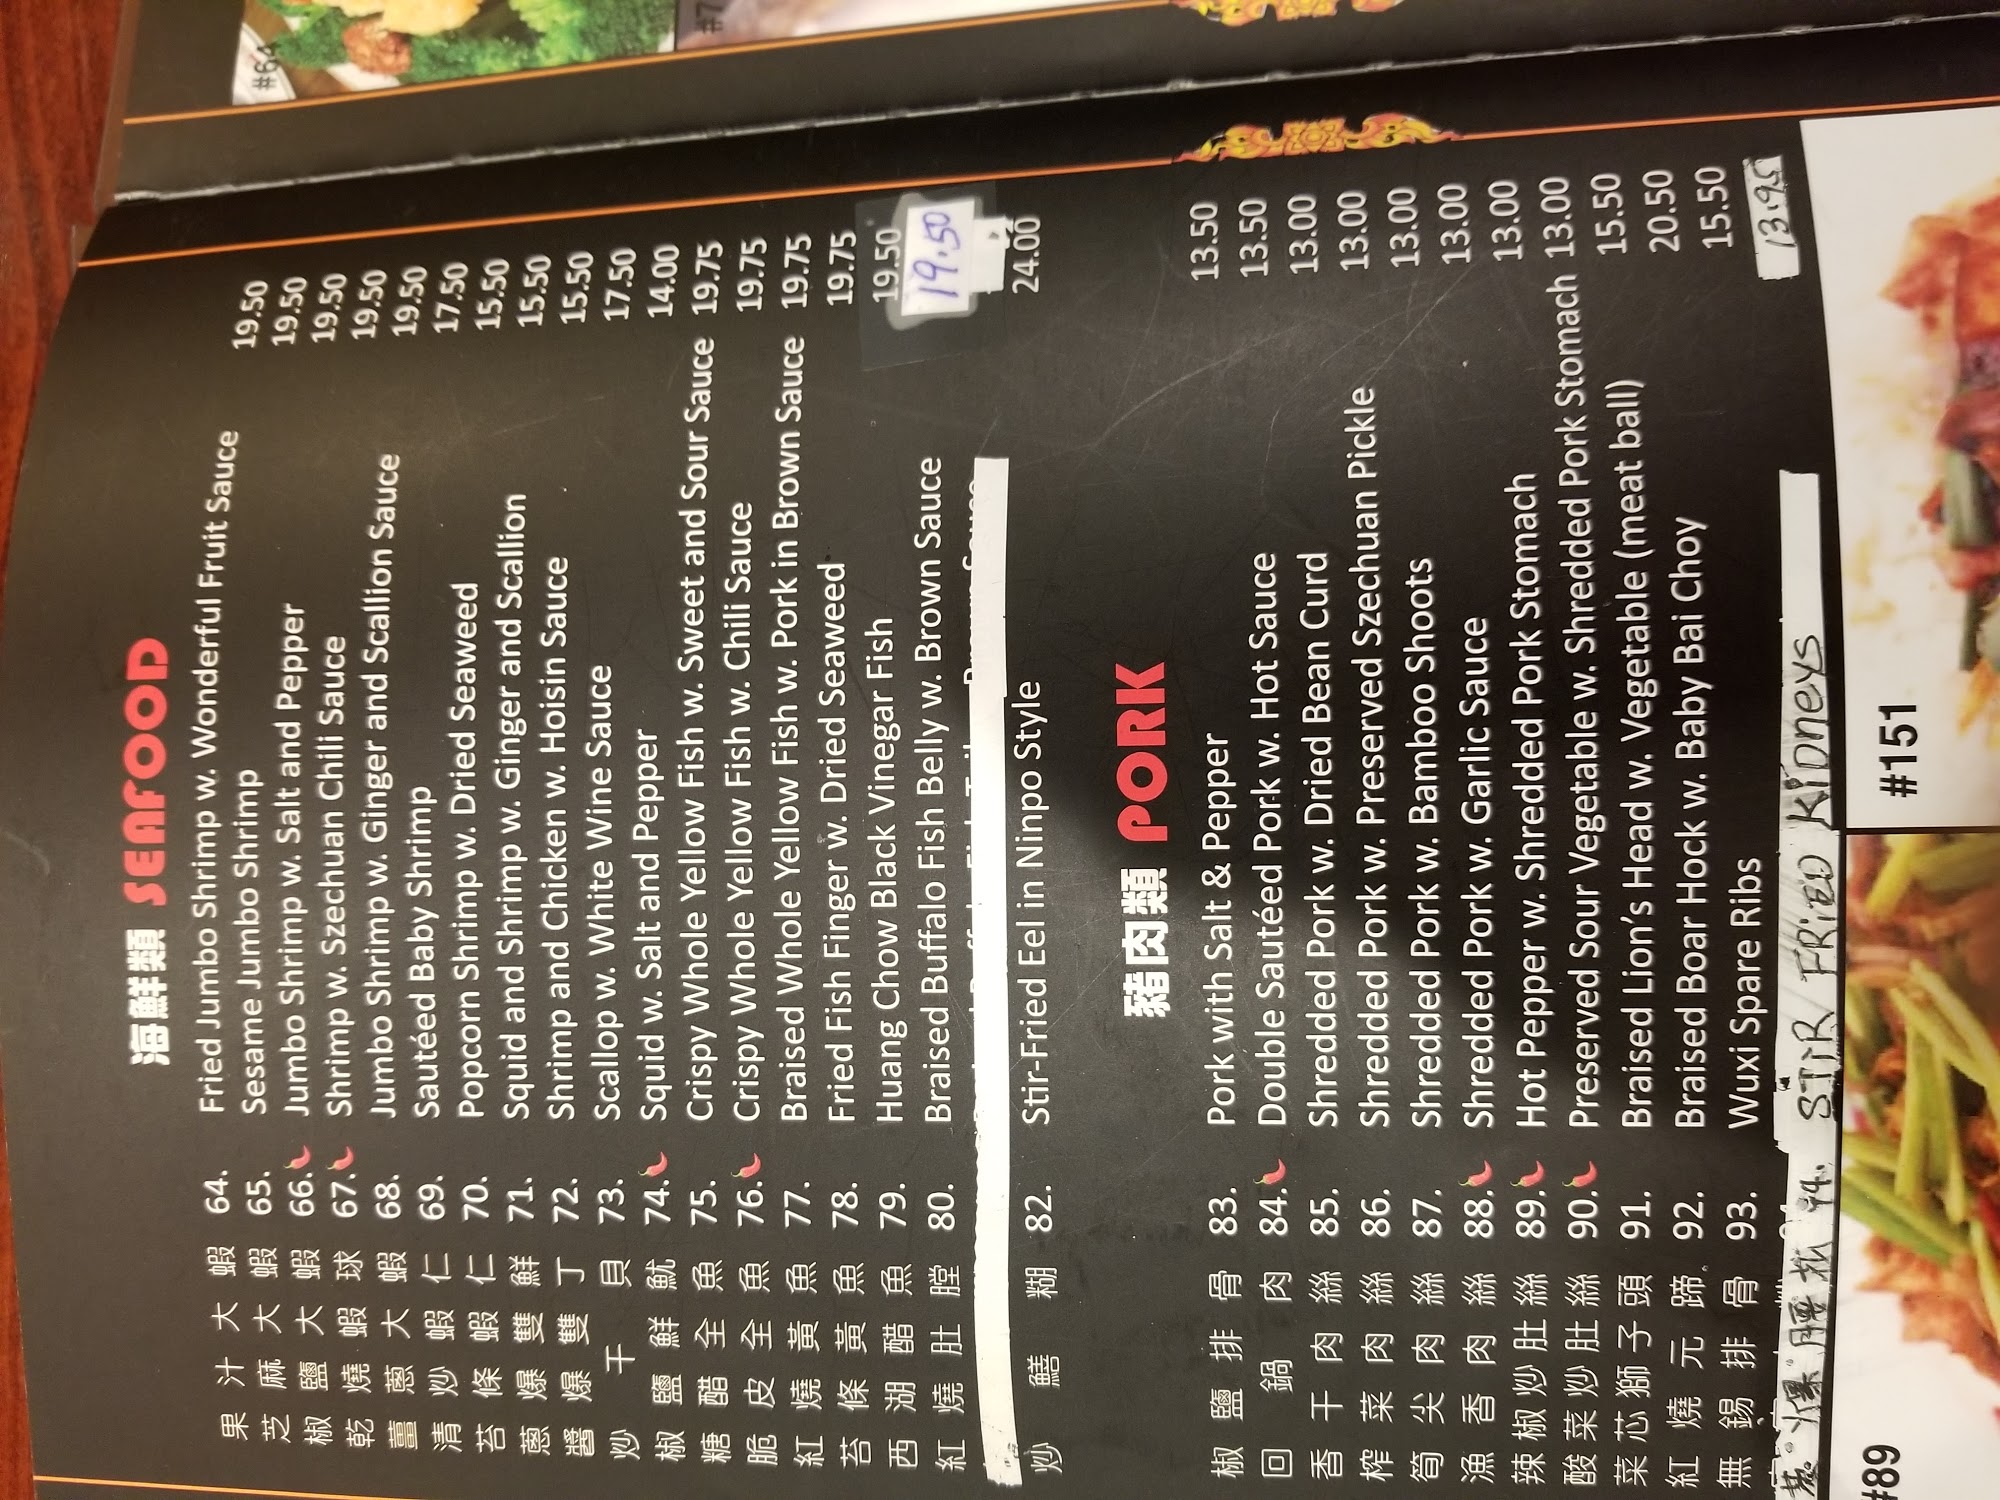 #7
海鮮類 SEAFOOD
果汁大蝦 64. Fried Jumbo Shrimp w. Wonderful Fruit Sauce 19.50
芝麻大蝦 65. Sesame Jumbo Shrimp 19.50
椒鹽大蝦 66. Jumbo Shrimp w. Salt and Pepper 19.50
乾燒蝦球 67. Shrimp w. Szechuan Chili Sauce 19.50
薑蔥大蝦 68. Jumbo Shrimp w. Ginger and Scallion Sauce 19.50
清炒蝦仁 69. Sautéed Baby Shrimp 17.50
苔條蝦仁 70. Popcorn Shrimp w. Dried Seaweed 15.50
蔥爆雙鮮 71. Squid and Shrimp w. Ginger and Scallion 15.50
醬爆雙丁 72. Shrimp and Chicken w. Hoisin Sauce 15.50
炒干貝 73. Scallop w. White Wine Sauce 17.50
椒鹽鮮魷 74. Squid w. Salt and Pepper 14.00
糖醋全魚 75. Crispy Whole Yellow Fish w. Sweet and Sour Sauce 19.75
脆皮全魚 76. Crispy Whole Yellow Fish w. Chili Sauce 19.75
紅燒黃魚 77. Braised Whole Yellow Fish w. Pork in Brown Sauce 19.75
苔條黃魚 78. Fried Fish Finger w. Dried Seaweed 19.75
西湖醋魚 79. Huang Chow Black Vinegar Fish 19.50
紅燒肚膛 80. Braised Buffalo Fish Belly w. Brown Sauce 19.50
炒鱔糊 82. Stir-Fried Eel in Ninpo Style 24.00
豬肉類 PORK
椒鹽排骨 83. Pork with Salt & Pepper 13.50
回鍋肉 84. Double Sautéed Pork w. Hot Sauce 13.50
香干肉絲 85. Shredded Pork w. Dried Bean Curd 13.00
榨菜肉絲 86. Shredded Pork w. Preserved Szechuan Pickle 13.00
筍尖肉絲 87. Shredded Pork w. Bamboo Shoots 13.00
漁香肉絲 88. Shredded Pork w. Garlic Sauce 13.00
辣椒炒肚絲 89. Hot Pepper w. Shredded Pork Stomach 13.00
酸菜炒肚絲 90. Preserved Sour Vegetable w. Shredded Pork Stomach 13.00
菜芯獅子頭 91. Braised Lion's Head w. Vegetable (meat ball) 15.50
紅燒元蹄 92. Braised Boar Hock w. Baby Bai Choy 20.50
無錫排骨 93. Wuxi Spare Ribs 15.50
爆腰 94. STIR FRIED KIDNEYS 13.95
#89
#151